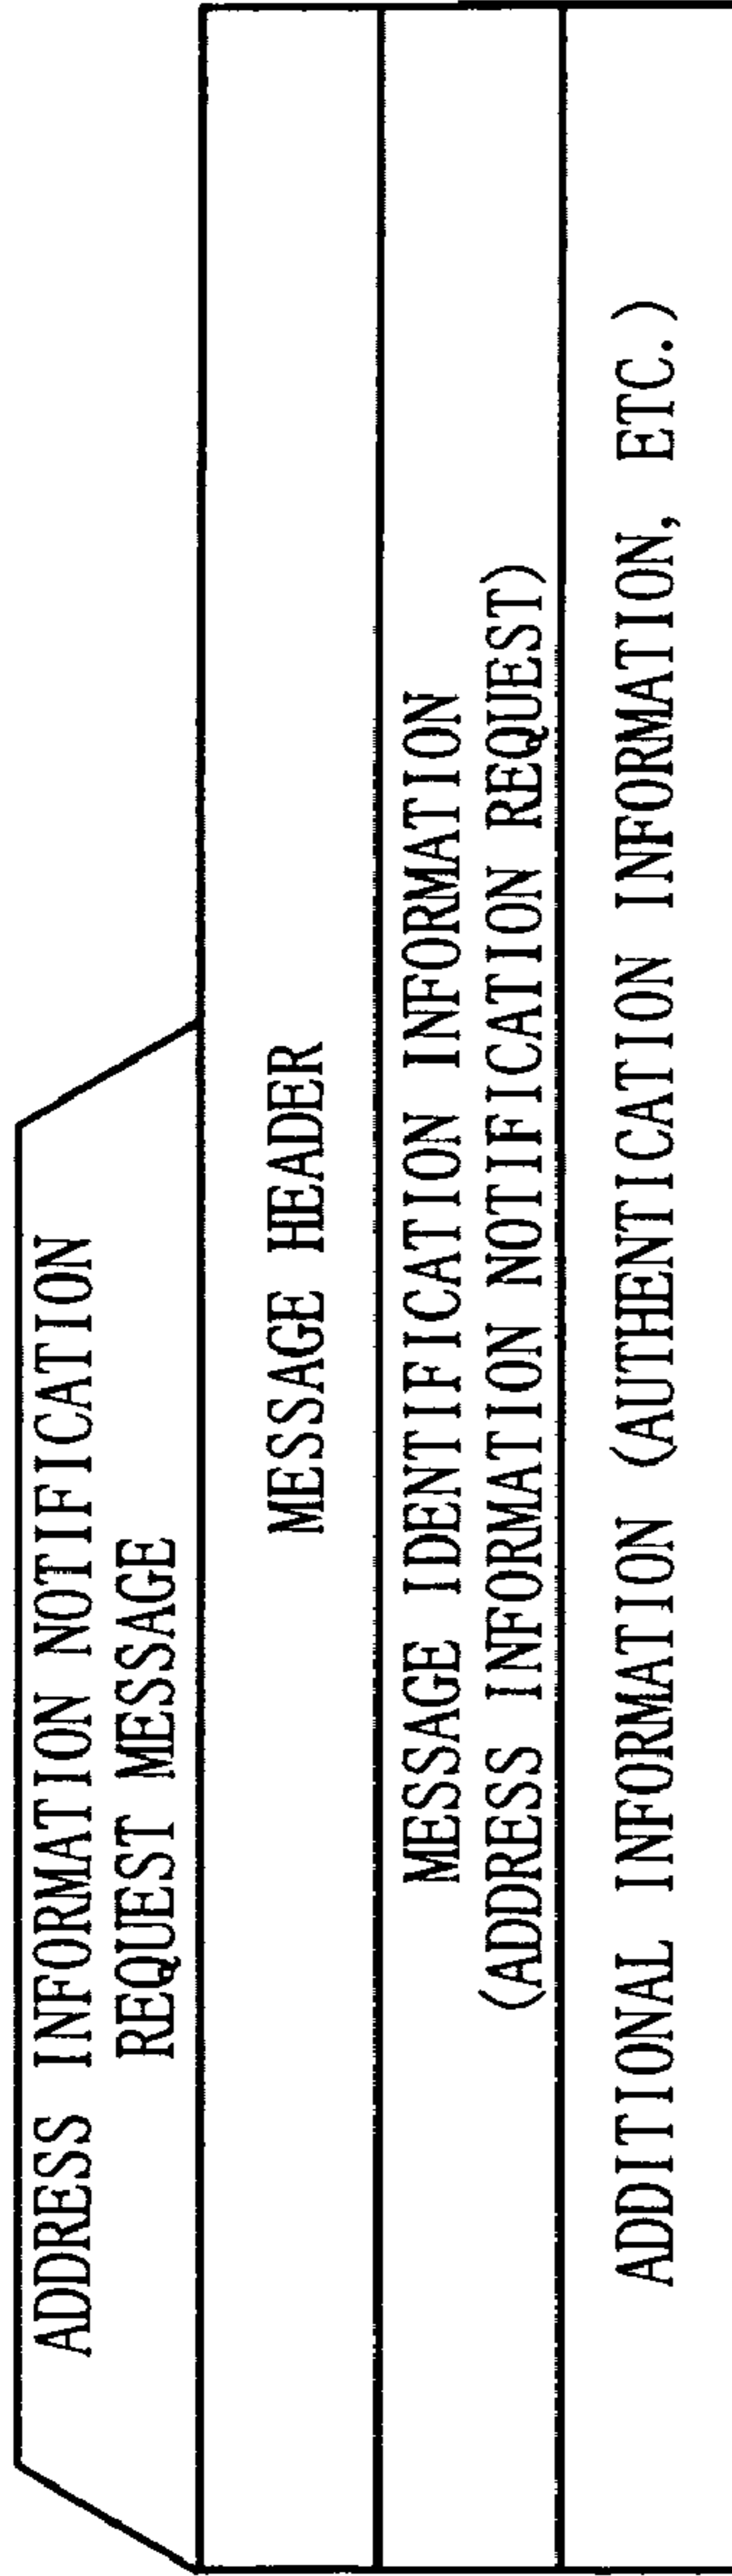 ADDRESS INFORMATION NOTIFICATION
REQUEST MESSAGE
MESSAGE HEADER
MESSAGE IDENTIFICATION INFORMATION
(ADDRESS INFORMATION NOTIFICATION REQUEST)
ADDITIONAL INFORMATION (AUTHENTICATION INFORMATION, ETC.)